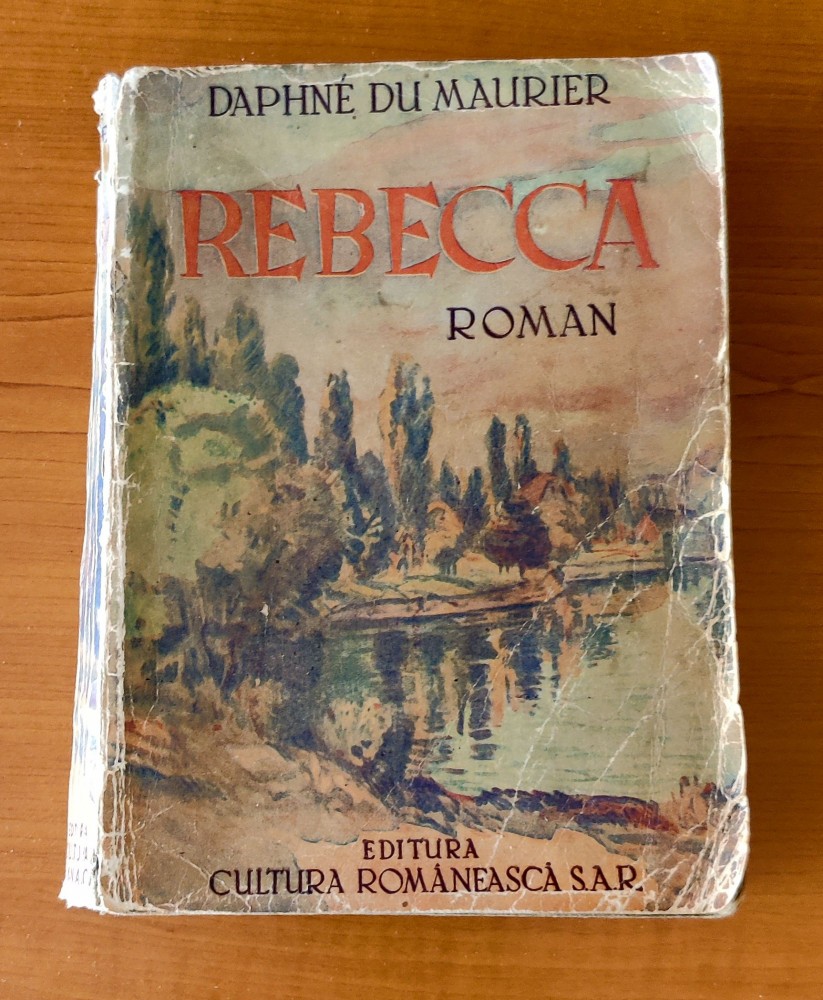 DAPHNÉ DU MAURIER
REBECCA
ROMAN
EDITURA
CULTURA ROMÂNEASCĂ S.A.R.